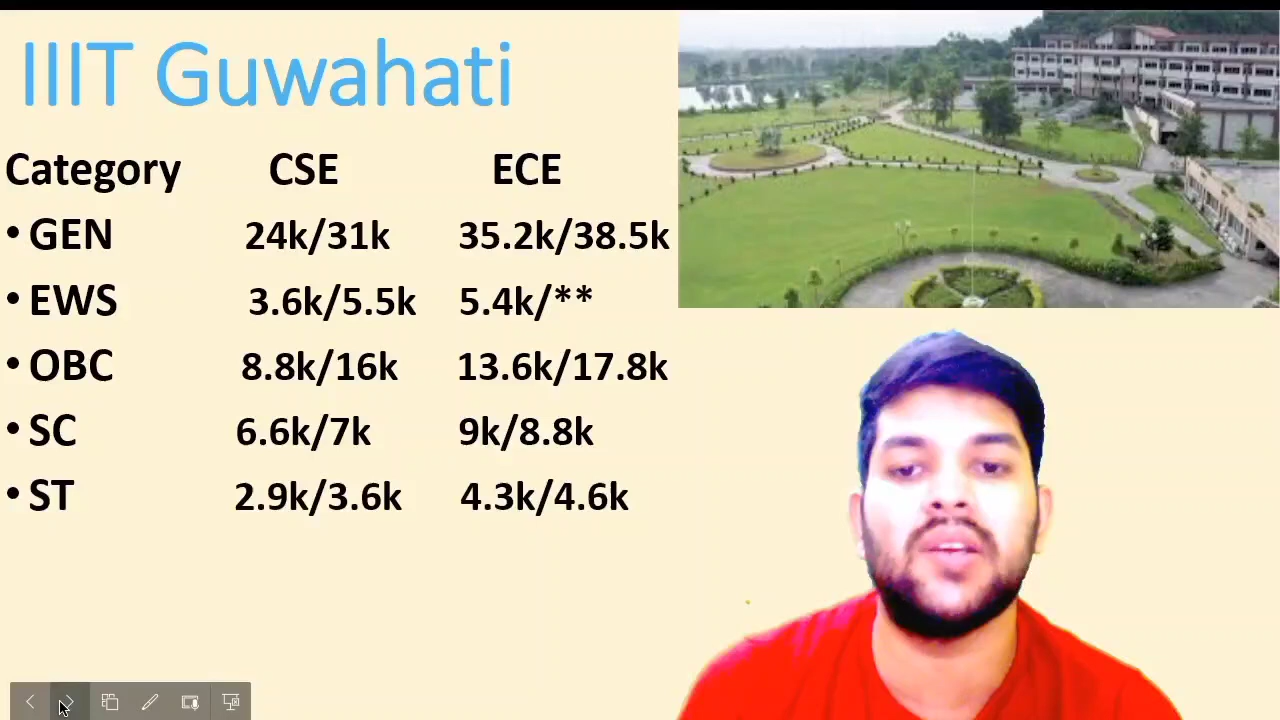 IIIT Guwahati
Category CSE ECE
• GEN 24k/31k 35.2k/38.5k
• EWS 3.6k/5.5k 5.4k/**
• OBC 8.8k/16k 13.6k/17.8k
• SC 6.6k/7k 9k/8.8k
• ST 2.9k/3.6k 4.3k/4.6k